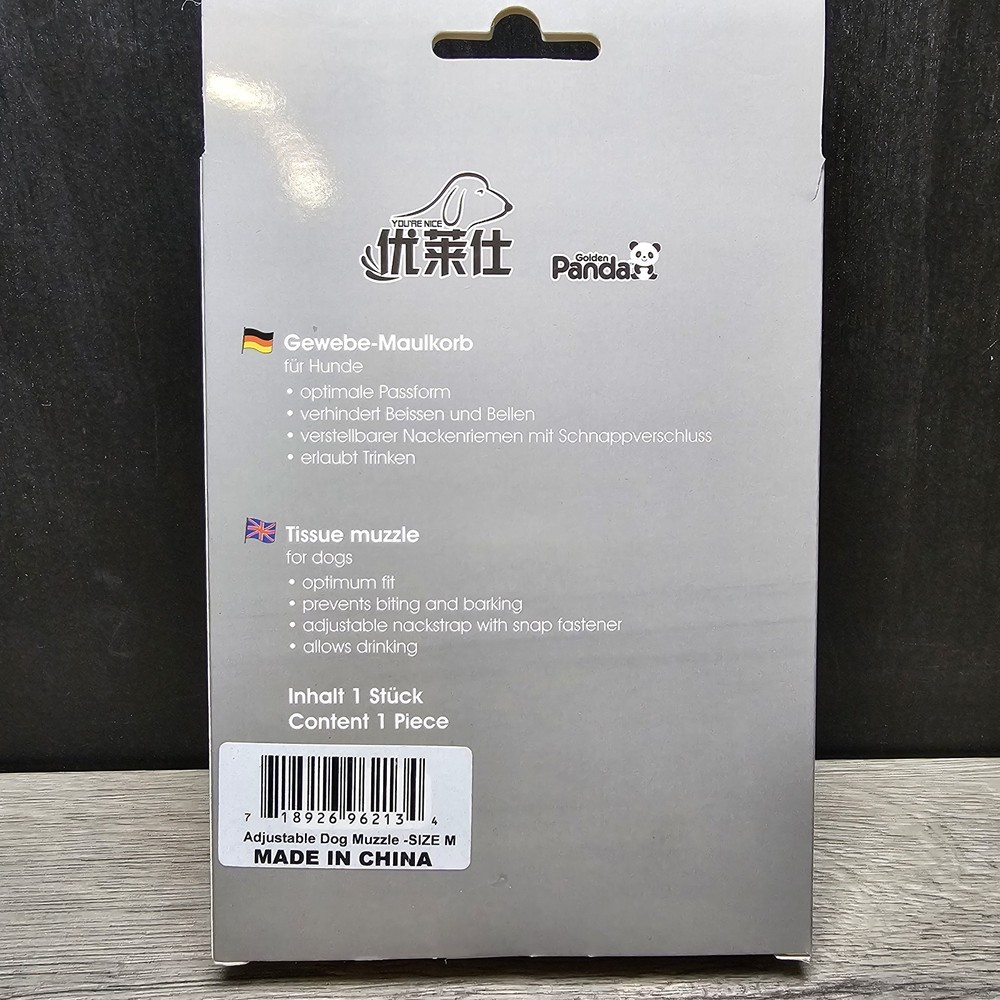 YOU'RE NICE
优莱仕
Golden
Panda
Gewebe-Maulkorb
für Hunde
• optimale Passform
• verhindert Beissen und Bellen
• verstellbarer Nackenriemen mit Schnappverschluss
• erlaubt Trinken
Tissue muzzle
for dogs
• optimum fit
• prevents biting and barking
• adjustable nackstrap with snap fastener
• allows drinking
Inhalt 1 Stück
Content 1 Piece
7 18926 96213 4
Adjustable Dog Muzzle -SIZE M
MADE IN CHINA